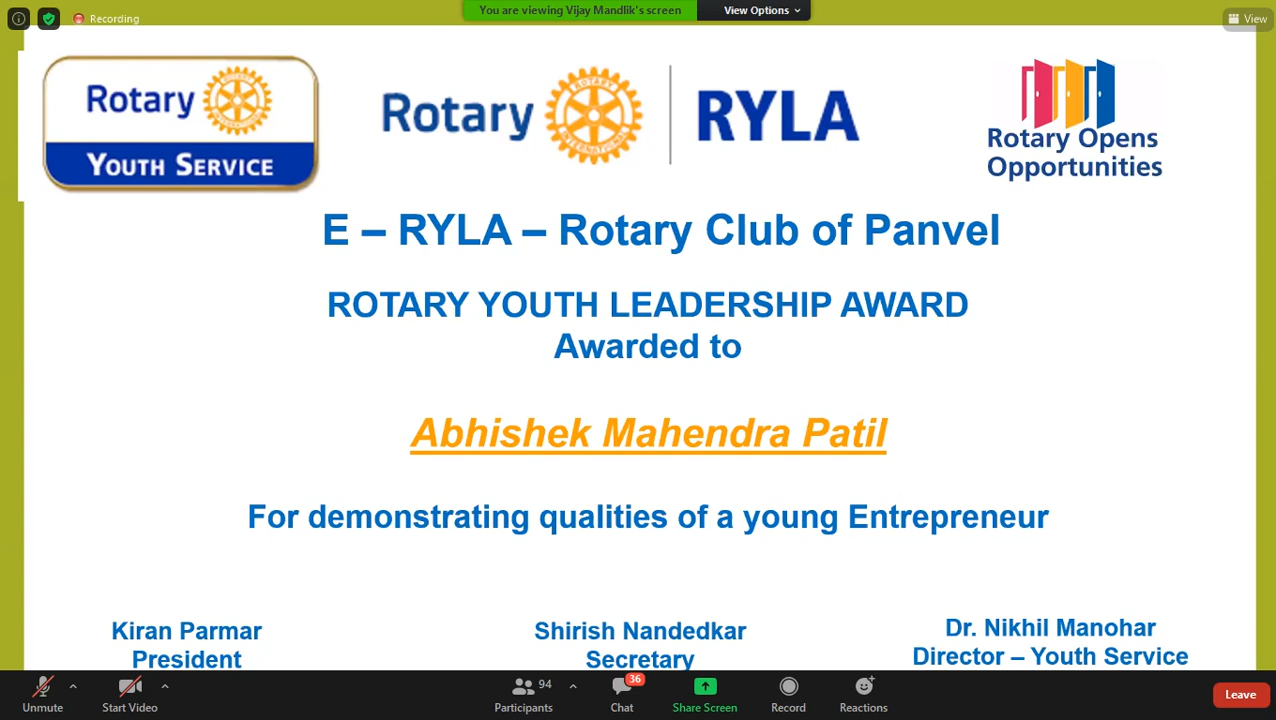 Recording
You are viewing Vijay Mandlik's screen
View Options
View
Rotary
YOUTH SERVICE
Rotary
ROTARY
INTERNATIONAL
RYLA
Rotary Opens
Opportunities
E – RYLA – Rotary Club of Panvel
ROTARY YOUTH LEADERSHIP AWARD
Awarded to
Abhishek Mahendra Patil
For demonstrating qualities of a young Entrepreneur
Kiran Parmar
President
Shirish Nandedkar
Secretary
Dr. Nikhil Manohar
Director – Youth Service
Unmute
Start Video
94
Participants
36
Chat
Share Screen
Record
Reactions
Leave